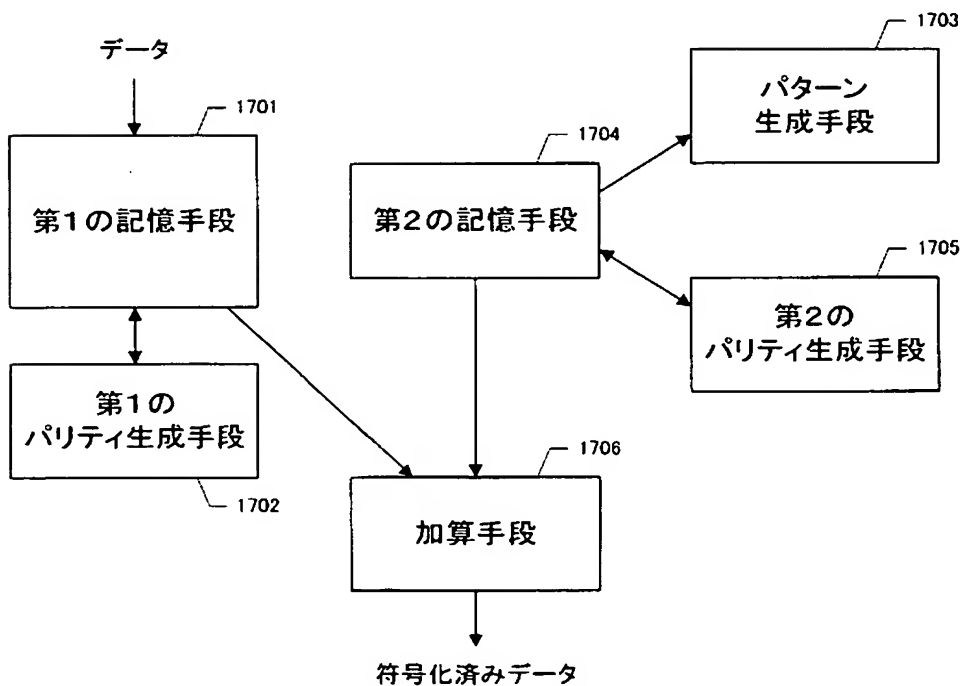 データ
1701
第1の記憶手段
第1の
パリティ生成手段
1702
1704
第2の記憶手段
1703
パターン
生成手段
1705
第2の
パリティ生成手段
1706
加算手段
符号化済みデータ